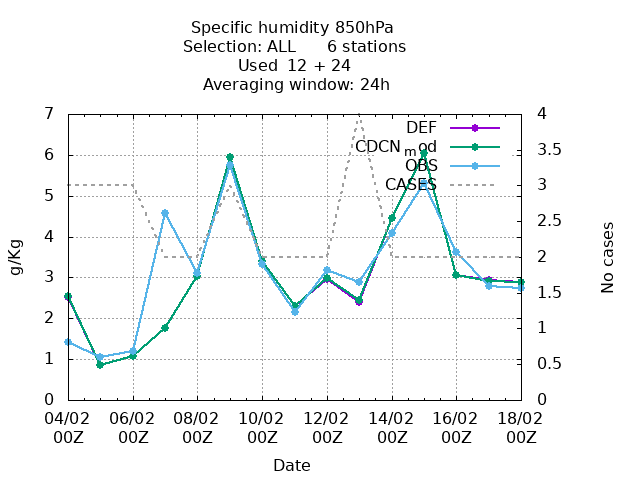 Specific humidity 850hPa
Selection: ALL 6 stations
Used 12 + 24
Averaging window: 24h
7
6
5
4
3
2
1
0
g/Kg
4
3.5
3
2.5
2
1.5
1
0.5
0
No cases
DEF
CDCN_mod
OBS
CASES
04/02 06/02 08/02 10/02 12/02 14/02 16/02 18/02
00Z 00Z 00Z 00Z 00Z 00Z 00Z 00Z
Date